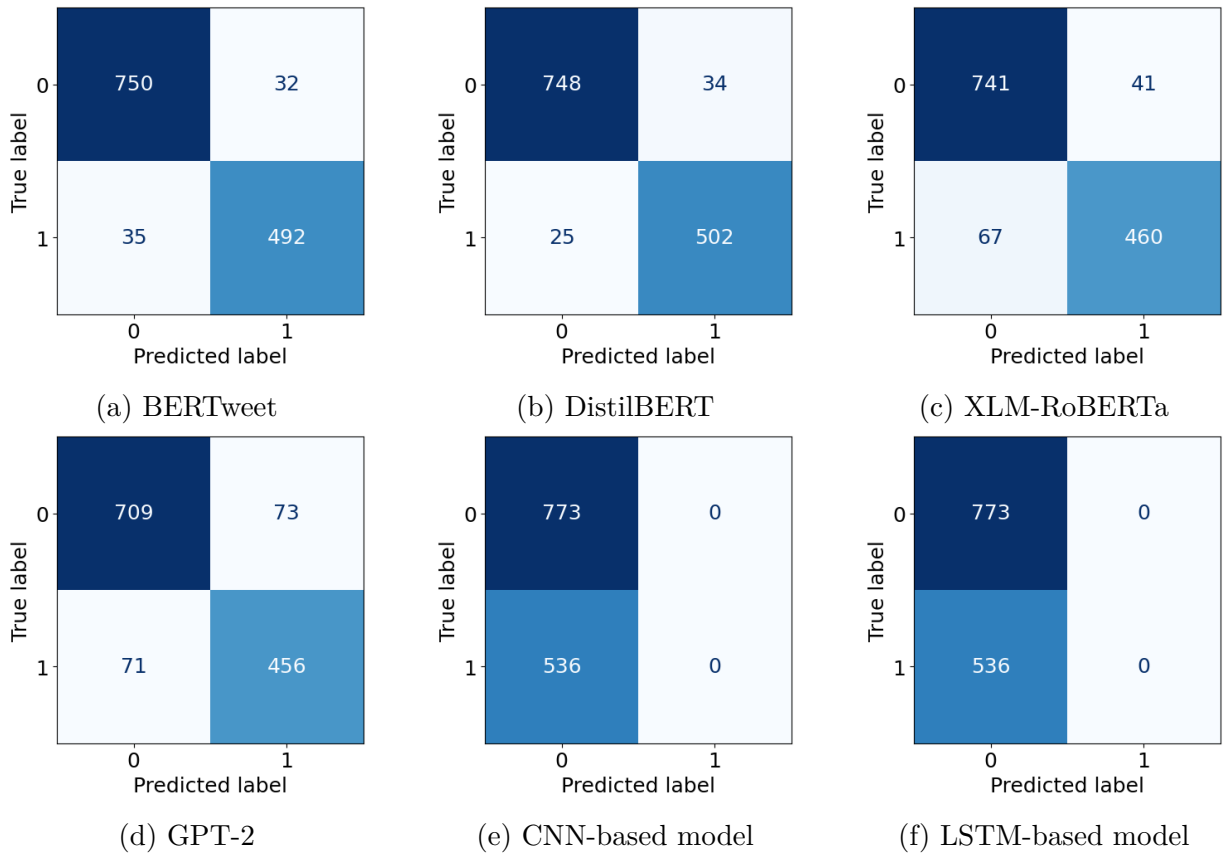 True label
0
750
32
1
35
492
0
1
Predicted label
(a) BERTweet
True label
0
748
34
1
25
502
0
1
Predicted label
(b) DistilBERT
True label
0
741
41
1
67
460
0
1
Predicted label
(c) XLM-RoBERTa
True label
0
709
73
1
71
456
0
1
Predicted label
(d) GPT-2
True label
0
773
0
1
536
0
0
1
Predicted label
(e) CNN-based model
True label
0
773
0
1
536
0
0
1
Predicted label
(f) LSTM-based model